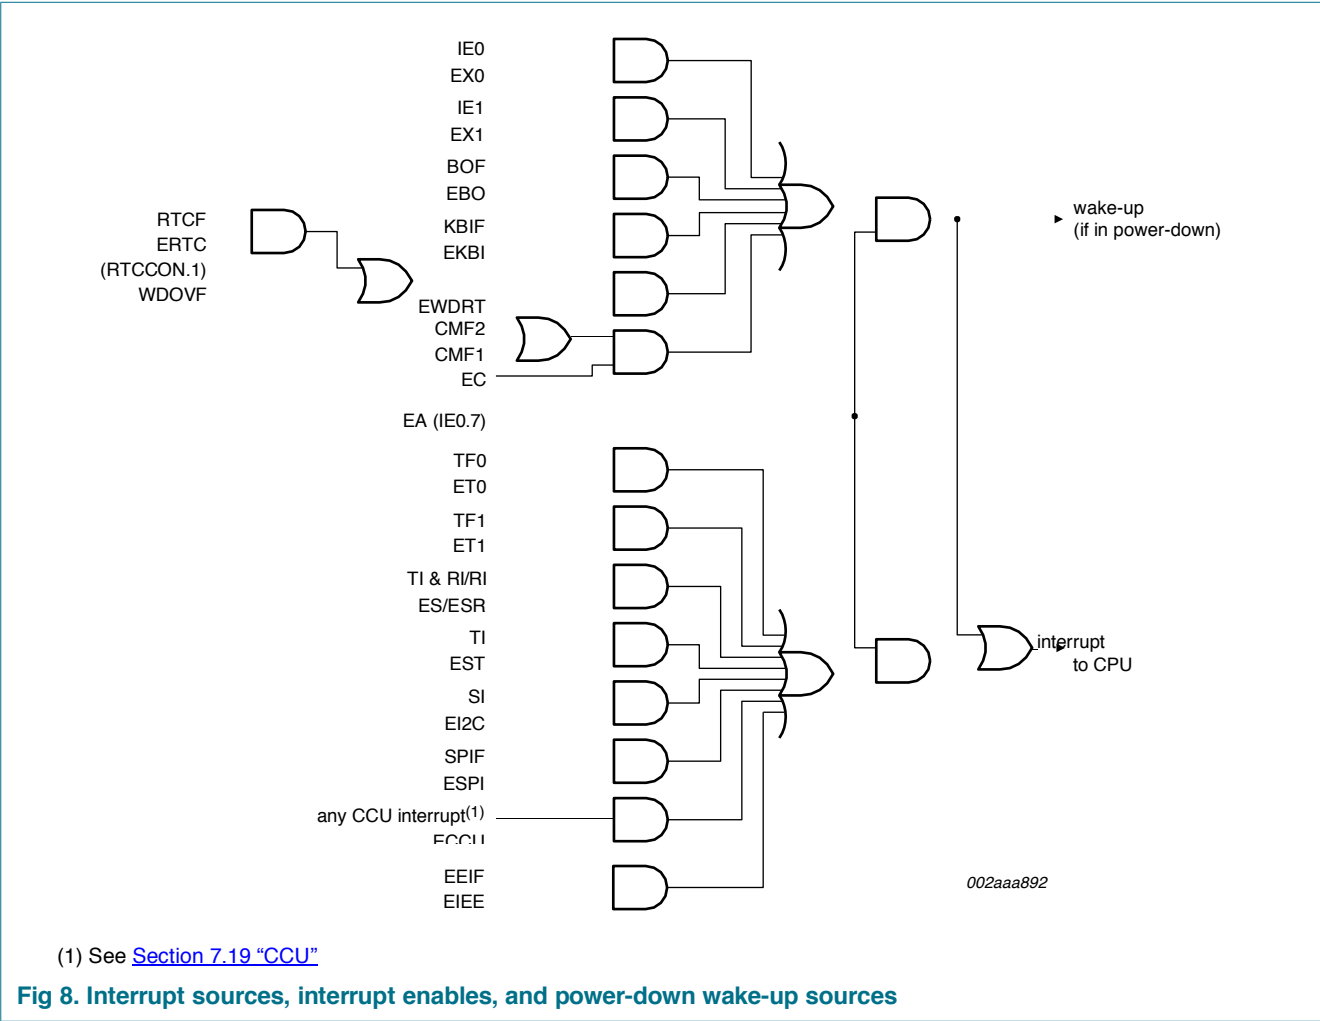 IE0
EX0
IE1
EX1
BOF
EBO
KBIF
EKBI
RTCF
ERTC
(RTCCON.1)
WDOVF
EWDRT
CMF2
CMF1
EC
EA (IE0.7)
TF0
ET0
TF1
ET1
TI & RI/RI
ES/ESR
TI
EST
SI
EI2C
SPIF
ESPI
any CCU interrupt(1)
ECCU
EEIF
EIEE
wake-up
(if in power-down)
interrupt
to CPU
002aaa892
(1) See Section 7.19 “CCU”
Fig 8. Interrupt sources, interrupt enables, and power-down wake-up sources